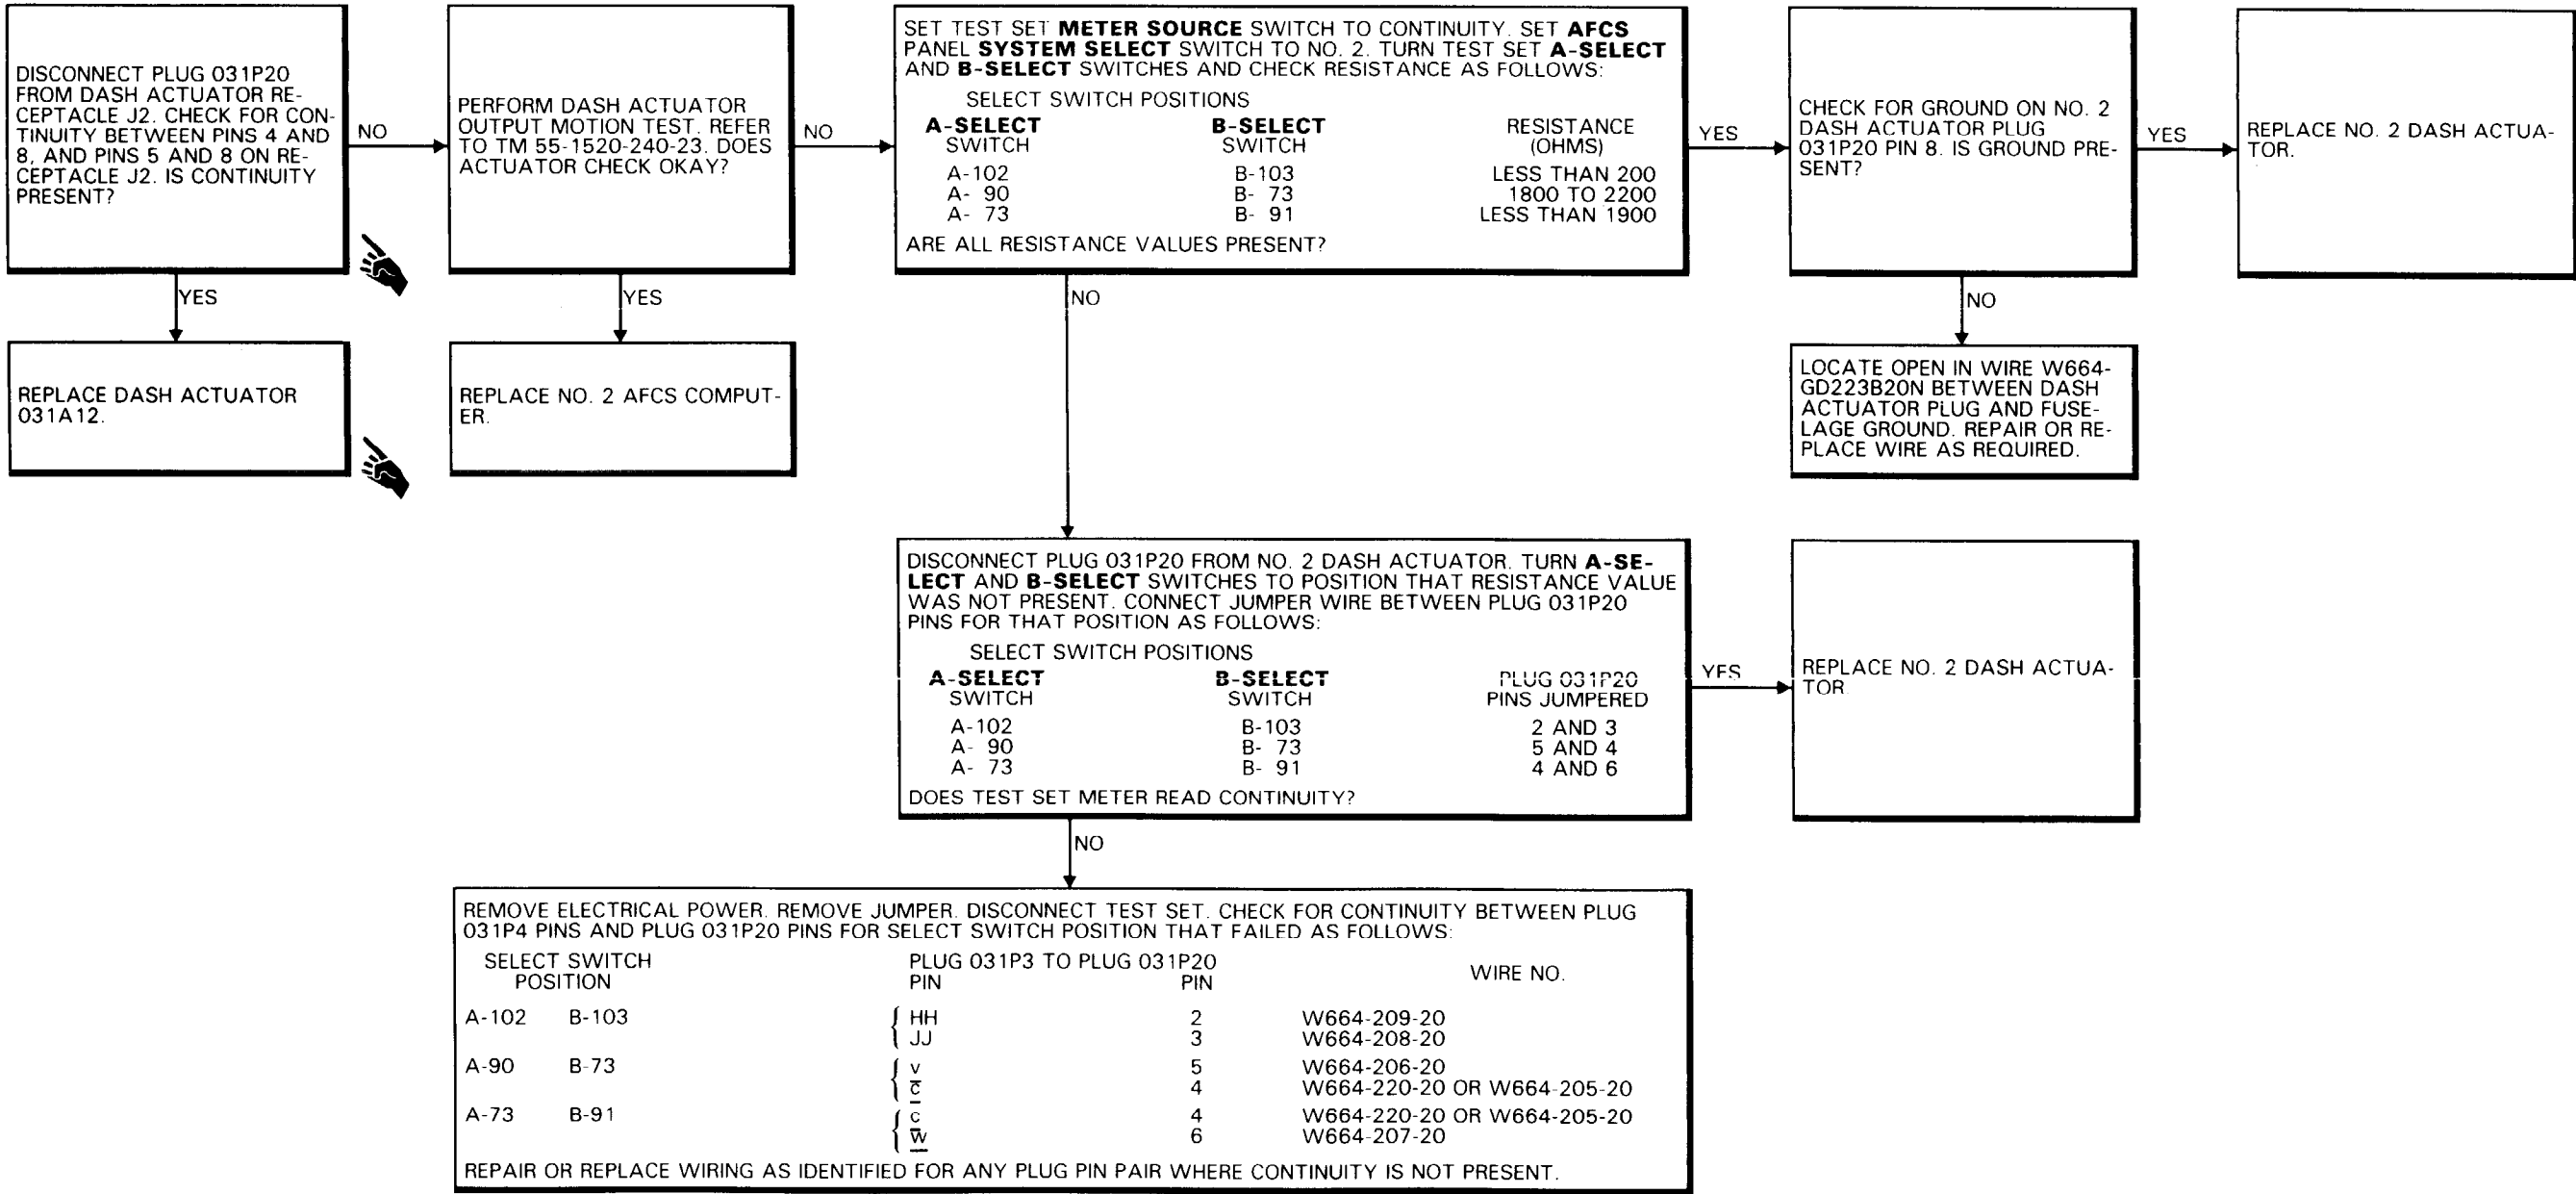 DISCONNECT PLUG 031P20
FROM DASH ACTUATOR RE-
CEPTACLE J2. CHECK FOR CON-
TINUITY BETWEEN PINS 4 AND
8, AND PINS 5 AND 8 ON RE-
CEPTACLE J2. IS CONTINUITY
PRESENT?
NO
YES
REPLACE DASH ACTUATOR
031A12.
PERFORM DASH ACTUATOR
OUTPUT MOTION TEST. REFER
TO TM 55-1520-240-23. DOES
ACTUATOR CHECK OKAY?
NO
YES
REPLACE NO. 2 AFCS COMPUT-
ER.
SET TEST SET METER SOURCE SWITCH TO CONTINUITY. SET AFCS
PANEL SYSTEM SELECT SWITCH TO NO. 2. TURN TEST SET A-SELECT
AND B-SELECT SWITCHES AND CHECK RESISTANCE AS FOLLOWS:
SELECT SWITCH POSITIONS
A-SELECT B-SELECT RESISTANCE
SWITCH SWITCH (OHMS)
A-102 B-103 LESS THAN 200
A- 90 B- 73 1800 TO 2200
A- 73 B- 91 LESS THAN 1900
ARE ALL RESISTANCE VALUES PRESENT?
YES
NO
CHECK FOR GROUND ON NO. 2
DASH ACTUATOR PLUG
031P20 PIN 8. IS GROUND PRE-
SENT?
YES
NO
REPLACE NO. 2 DASH ACTUA-
TOR.
LOCATE OPEN IN WIRE W664-
GD223B20N BETWEEN DASH
ACTUATOR PLUG AND FUSE-
LAGE GROUND. REPAIR OR RE-
PLACE WIRE AS REQUIRED.
DISCONNECT PLUG 031P20 FROM NO. 2 DASH ACTUATOR. TURN A-SE-
LECT AND B-SELECT SWITCHES TO POSITION THAT RESISTANCE VALUE
WAS NOT PRESENT. CONNECT JUMPER WIRE BETWEEN PLUG 031P20
PINS FOR THAT POSITION AS FOLLOWS:
SELECT SWITCH POSITIONS
A-SELECT B-SELECT PLUG 031P20
SWITCH SWITCH PINS JUMPERED
A-102 B-103 2 AND 3
A- 90 B- 73 5 AND 4
A- 73 B- 91 4 AND 6
DOES TEST SET METER READ CONTINUITY?
YES
NO
REPLACE NO. 2 DASH ACTUA-
TOR.
REMOVE ELECTRICAL POWER. REMOVE JUMPER. DISCONNECT TEST SET. CHECK FOR CONTINUITY BETWEEN PLUG
031P4 PINS AND PLUG 031P20 PINS FOR SELECT SWITCH POSITION THAT FAILED AS FOLLOWS:
SELECT SWITCH PLUG 031P3 TO PLUG 031P20 WIRE NO.
POSITION PIN PIN
A-102 B-103 HH 2 W664-209-20
JJ 3 W664-208-20
A-90 B-73 v 5 W664-206-20
c 4 W664-220-20 OR W664-205-20
A-73 B-91 c 4 W664-220-20 OR W664-205-20
w 6 W664-207-20
REPAIR OR REPLACE WIRING AS IDENTIFIED FOR ANY PLUG PIN PAIR WHERE CONTINUITY IS NOT PRESENT.